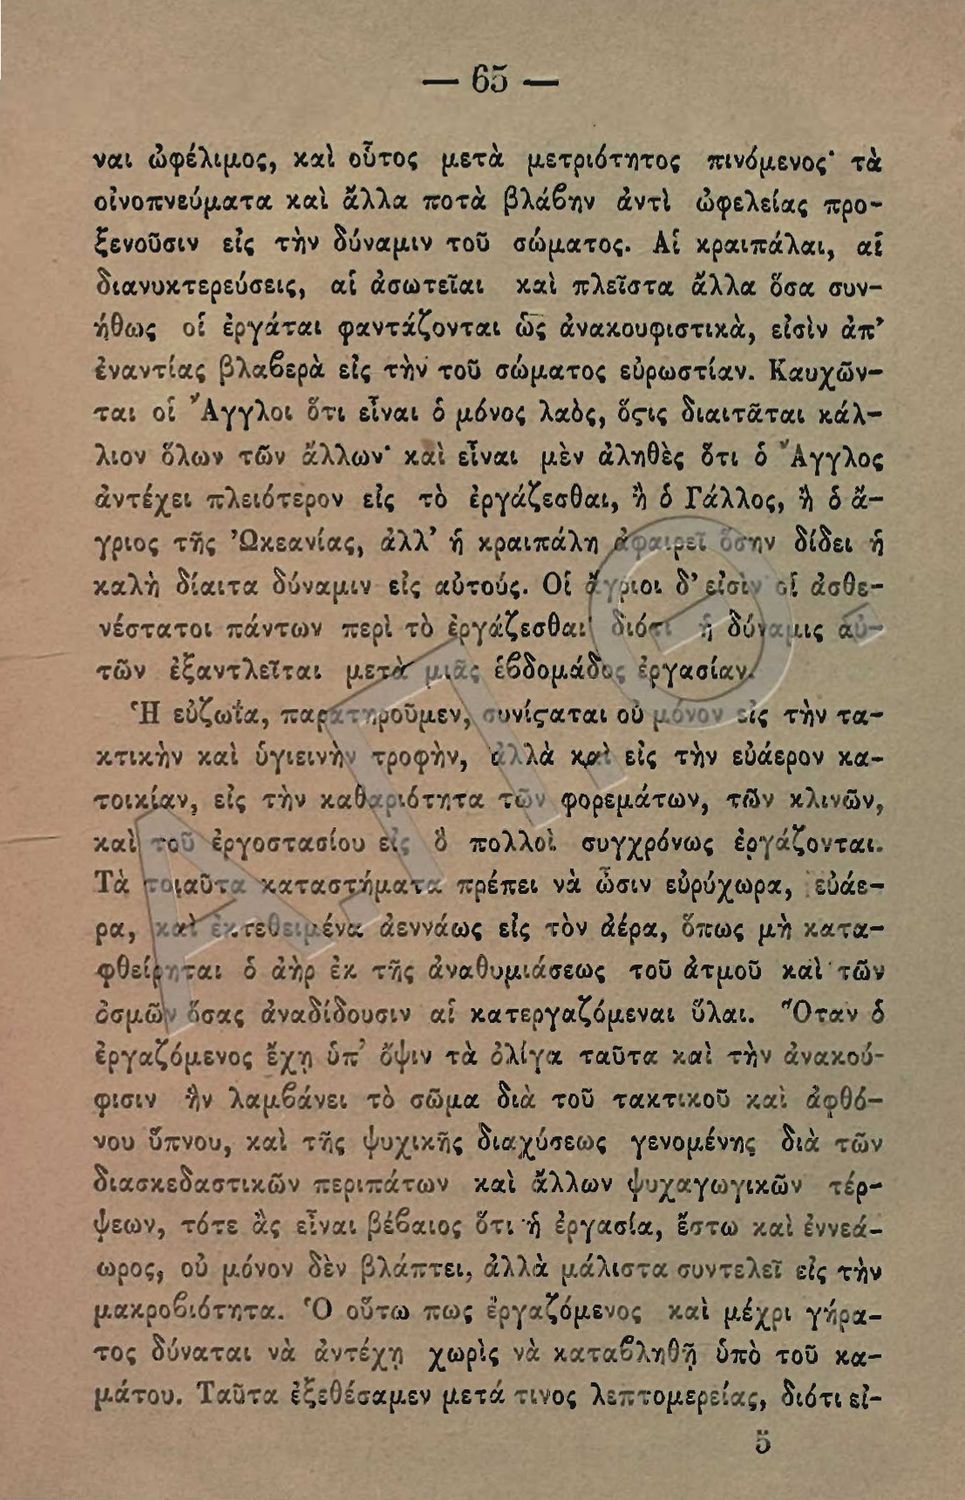 — 65 —
ναι ὠφέλιμος, καὶ οὗτος μετὰ μετριότητος πινόμενος· τὰ
οἰνοπνεύματα καὶ ἄλλα ποτὰ βλάβην ἀντὶ ὠφελείας προ-
ξενοῦσιν εἰς τὴν δύναμιν τοῦ σώματος. Αἱ κραιπάλαι, αἱ
διανυκτερεύσεις, αἱ ἀσωτεῖαι καὶ πλεῖστα ἄλλα ὅσα συν-
ήθως οἱ ἐργάται φαντάζονται ὡς ἀνακουφιστικὰ, εἰσὶν ἀπ’
ἐναντίας βλαβερὰ εἰς τὴν τοῦ σώματος εὐρωστίαν. Καυχῶν-
ται οἱ Ἄγγλοι ὅτι εἶναι ὁ μόνος λαὸς, ὅςις διαιτᾶται κάλ-
λιον ὅλων τῶν ἄλλων· καὶ εἶναι μὲν ἀληθὲς ὅτι ὁ Ἄγγλος
ἀντέχει πλειότερον εἰς τὸ ἐργάζεσθαι, ἢ ὁ Γάλλος, ἢ ὁ ἄ-
γριος τῆς Ὠκεανίας, ἀλλ’ ἡ κραιπάλη ἀφαιρεῖ ὅσην δίδει ἡ
καλὴ δίαιτα δύναμιν εἰς αὐτούς. Οἱ ἄγριοι δ’ εἰσὶν οἱ ἀσθε-
νέστατοι πάντων περὶ τὸ ἐργάζεσθαι· διότι ἡ δύναμις αὐ-
τῶν ἐξαντλεῖται μετὰ μιᾶς ἑβδομάδος ἐργασίαν.
Ἡ εὐζωΐα, παρατηροῦμεν, συνίςαται οὐ μόνον εἰς τὴν τα-
κτικὴν καὶ ὑγιεινὴν τροφὴν, ἀλλὰ καὶ εἰς τὴν εὐάερον κα-
τοικίαν, εἰς τὴν καθαριότητα τῶν φορεμάτων, τῶν κλινῶν,
καὶ τοῦ ἐργοστασίου εἰς ὃ πολλοὶ συγχρόνως ἐργάζονται.
Τὰ τοιαῦτα καταστήματα πρέπει νὰ ὦσιν εὐρύχωρα, εὐάε-
ρα, καὶ ἐκτεθειμένα ἀεννάως εἰς τὸν ἀέρα, ὅπως μὴ κατα-
φθείρηται ὁ ἀὴρ ἐκ τῆς ἀναθυμιάσεως τοῦ ἀτμοῦ καὶ τῶν
ὀσμῶν ὅσας ἀναδίδουσιν αἱ κατεργαζόμεναι ὗλαι. Ὅταν ὁ
ἐργαζόμενος ἔχῃ ὑπ’ ὄψιν τὰ ὀλίγα ταῦτα καὶ τὴν ἀνακού-
φισιν ἣν λαμβάνει τὸ σῶμα διὰ τοῦ τακτικοῦ καὶ ἀφθό-
νου ὕπνου, καὶ τῆς ψυχικῆς διαχύσεως γενομένης διὰ τῶν
διασκεδαστικῶν περιπάτων καὶ ἄλλων ψυχαγωγικῶν τέρ-
ψεων, τότε ἂς εἶναι βέβαιος ὅτι ἡ ἐργασία, ἔστω καὶ ἐννεά-
ωρος, οὐ μόνον δὲν βλάπτει, ἀλλὰ μάλιστα συντελεῖ εἰς τὴν
μακροβιότητα. Ὁ οὕτω πως ἐργαζόμενος καὶ μέχρι γήρα-
τος δύναται νὰ ἀντέχῃ χωρὶς νὰ καταβληθῇ ὑπὸ τοῦ κα-
μάτου. Ταῦτα ἐξεθέσαμεν μετά τινος λεπτομερείας, διότι εἰ-
5